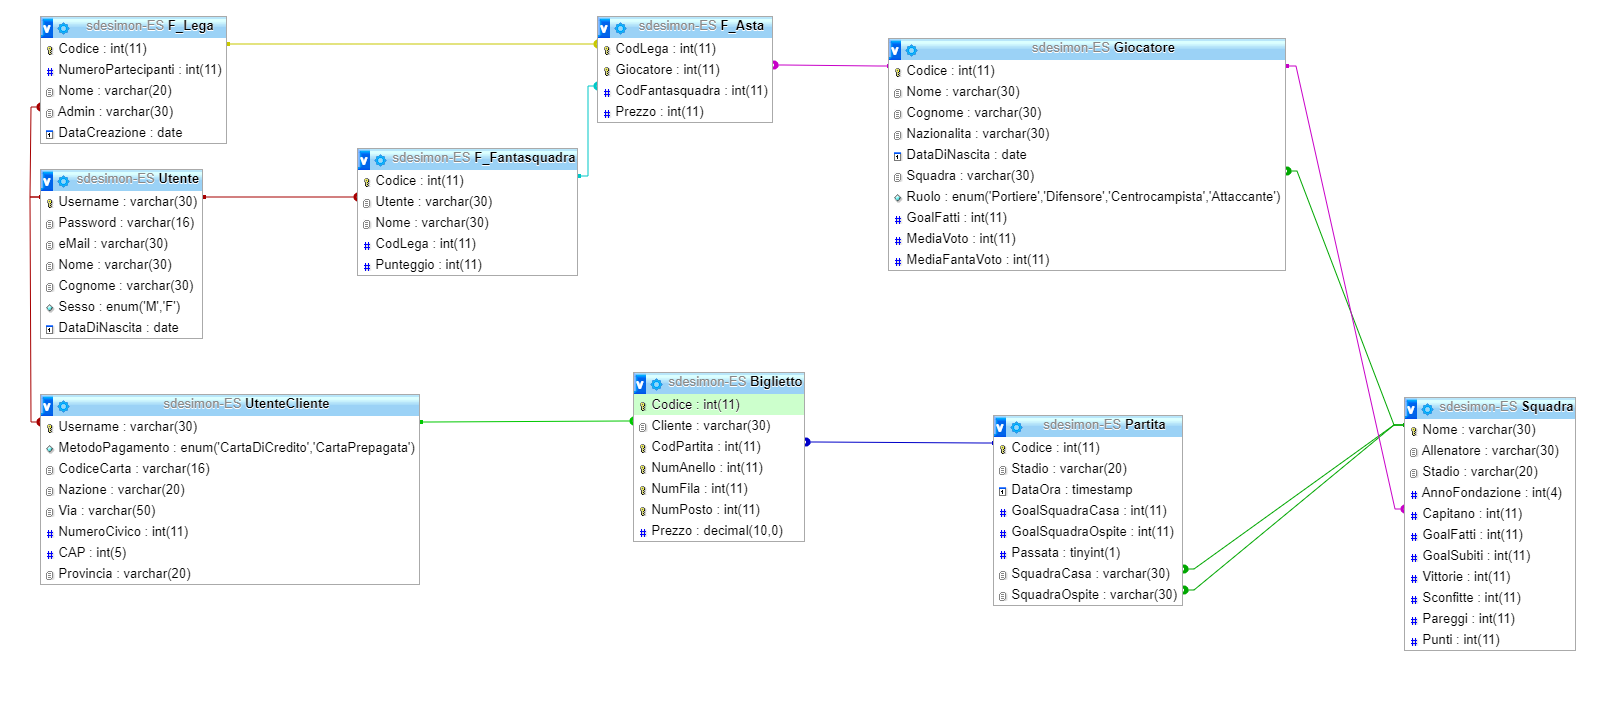 sdesimon-ES F_Lega
Codice : int(11)
NumeroPartecipanti : int(11)
Nome : varchar(20)
Admin : varchar(30)
DataCreazione : date
sdesimon-ES F_Asta
CodLega : int(11)
Giocatore : int(11)
CodFantasquadra : int(11)
Prezzo : int(11)
sdesimon-ES Giocatore
Codice : int(11)
Nome : varchar(30)
Cognome : varchar(30)
Nazionalita : varchar(30)
DataDiNascita : date
Squadra : varchar(30)
Ruolo : enum('Portiere','Difensore','Centrocampista','Attaccante')
GoalFatti : int(11)
MediaVoto : int(11)
MediaFantaVoto : int(11)
sdesimon-ES Utente
Username : varchar(30)
Password : varchar(16)
eMail : varchar(30)
Nome : varchar(30)
Cognome : varchar(30)
Sesso : enum('M','F')
DataDiNascita : date
sdesimon-ES F_Fantasquadra
Codice : int(11)
Utente : varchar(30)
Nome : varchar(30)
CodLega : int(11)
Punteggio : int(11)
sdesimon-ES UtenteCliente
Username : varchar(30)
MetodoPagamento : enum('CartaDiCredito','CartaPrepagata')
CodiceCarta : varchar(16)
Nazione : varchar(20)
Via : varchar(50)
NumeroCivico : int(11)
CAP : int(5)
Provincia : varchar(20)
sdesimon-ES Biglietto
Codice : int(11)
Cliente : varchar(30)
CodPartita : int(11)
NumAnello : int(11)
NumFila : int(11)
NumPosto : int(11)
Prezzo : decimal(10,0)
sdesimon-ES Partita
Codice : int(11)
Stadio : varchar(20)
DataOra : timestamp
GoalSquadraCasa : int(11)
GoalSquadraOspite : int(11)
Passata : tinyint(1)
SquadraCasa : varchar(30)
SquadraOspite : varchar(30)
sdesimon-ES Squadra
Nome : varchar(30)
Allenatore : varchar(30)
Stadio : varchar(20)
AnnoFondazione : int(4)
Capitano : int(11)
GoalFatti : int(11)
GoalSubiti : int(11)
Vittorie : int(11)
Sconfitte : int(11)
Pareggi : int(11)
Punti : int(11)